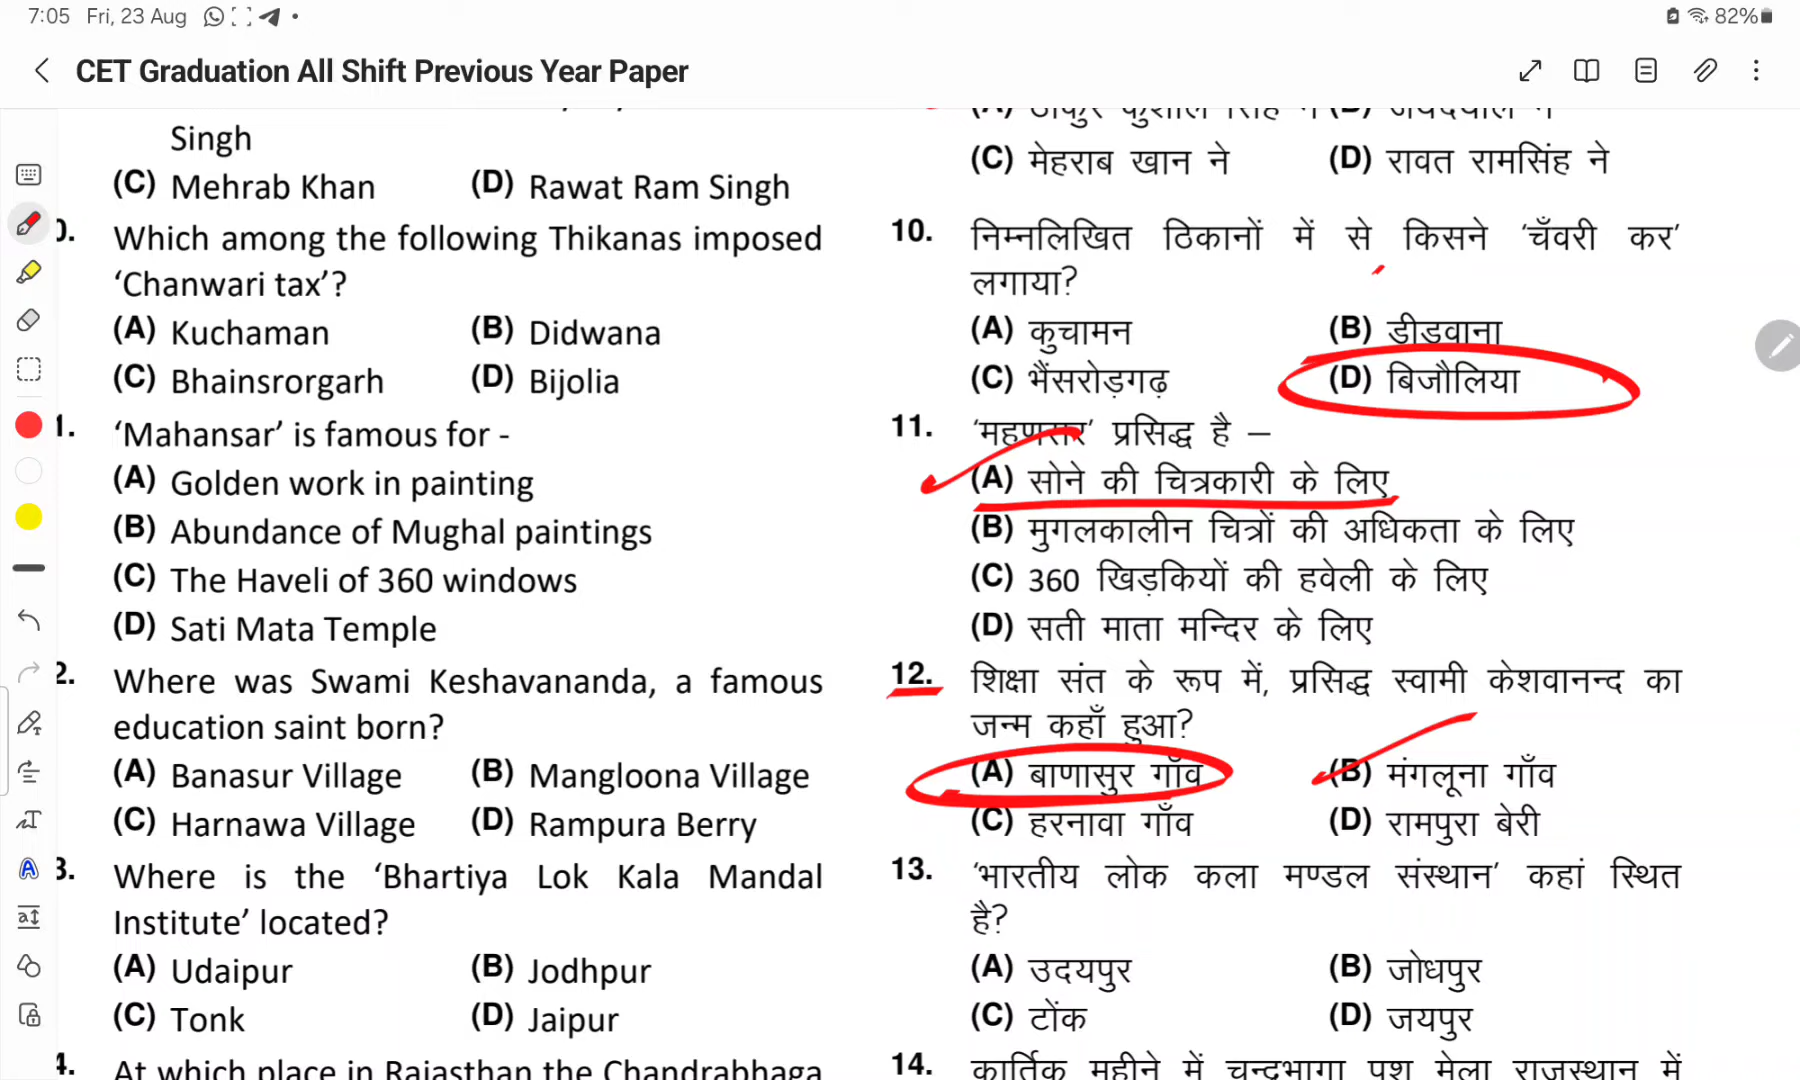 7:05 Fri, 23 Aug
82%
CET Graduation All Shift Previous Year Paper
Singh
(C) Mehrab Khan (D) Rawat Ram Singh
0. Which among the following Thikanas imposed
‘Chanwari tax’?
(A) Kuchaman (B) Didwana
(C) Bhainsrorgarh (D) Bijolia
1. ‘Mahansar’ is famous for -
(A) Golden work in painting
(B) Abundance of Mughal paintings
(C) The Haveli of 360 windows
(D) Sati Mata Temple
2. Where was Swami Keshavananda, a famous
education saint born?
(A) Banasur Village (B) Mangloona Village
(C) Harnawa Village (D) Rampura Berry
3. Where is the ‘Bhartiya Lok Kala Mandal
Institute’ located?
(A) Udaipur (B) Jodhpur
(C) Tonk (D) Jaipur
4. At which place in Rajasthan the Chandrabhaga
(A) ठाकुर कुशाल सिंह ने (B) जयदयाल ने
(C) मेहराब खान ने (D) रावत रामसिंह ने
10. निम्नलिखित ठिकानों में से किसने ‘चँवरी कर’
लगाया?
(A) कुचामन (B) डीडवाना
(C) भैंसरोड़गढ़ (D) बिजौलिया
11. ‘महणसर’ प्रसिद्ध है –
(A) सोने की चित्रकारी के लिए
(B) मुगलकालीन चित्रों की अधिकता के लिए
(C) 360 खिड़कियों की हवेली के लिए
(D) सती माता मन्दिर के लिए
12. शिक्षा संत के रूप में, प्रसिद्ध स्वामी केशवानन्द का
जन्म कहाँ हुआ?
(A) बाणासुर गाँव (B) मंगलूना गाँव
(C) हरनावा गाँव (D) रामपुरा बेरी
13. ‘भारतीय लोक कला मण्डल संस्थान’ कहां स्थित
है?
(A) उदयपुर (B) जोधपुर
(C) टोंक (D) जयपुर
14. कार्तिक महीने में चन्द्रभागा पशु मेला राजस्थान में